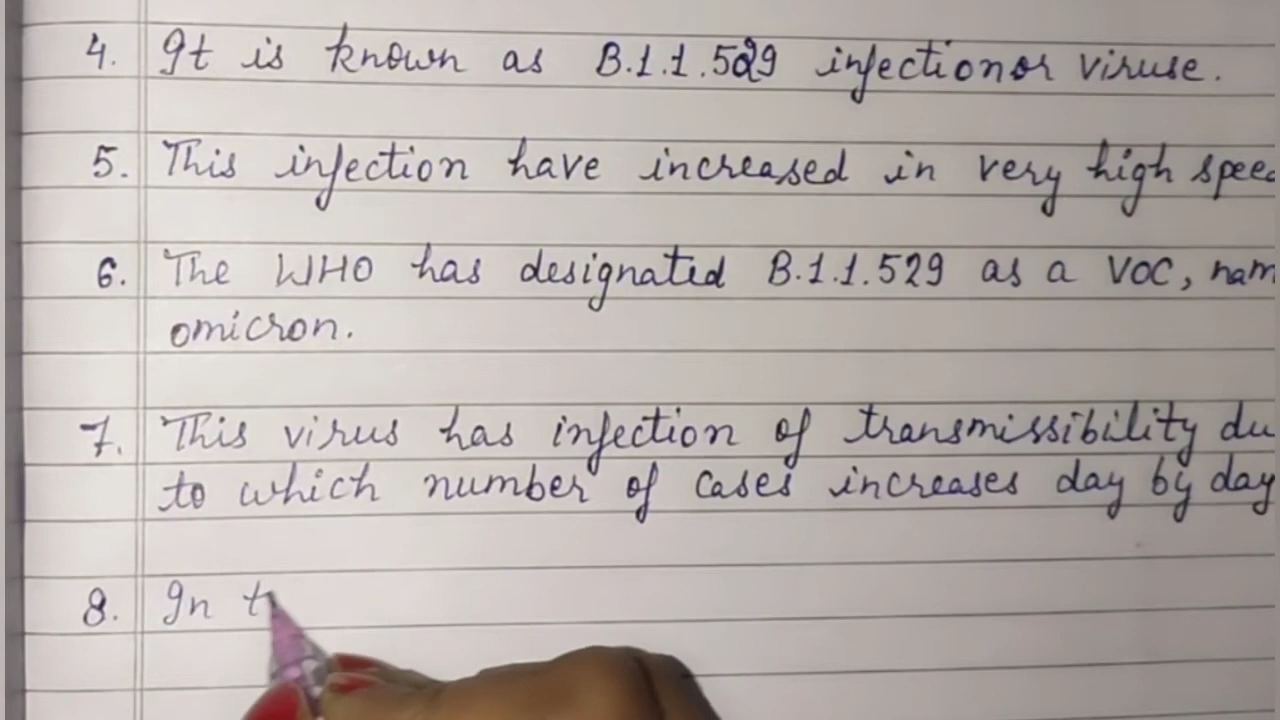 4. It is known as B.1.1.529 infection or viruse.
5. This infection have increased in very high speed
6. The WHO has designated B.1.1.529 as a VOC, nam
omicron.
7. This virus has infection of transmissibility du
to which number of cases increases day by day
8. In t